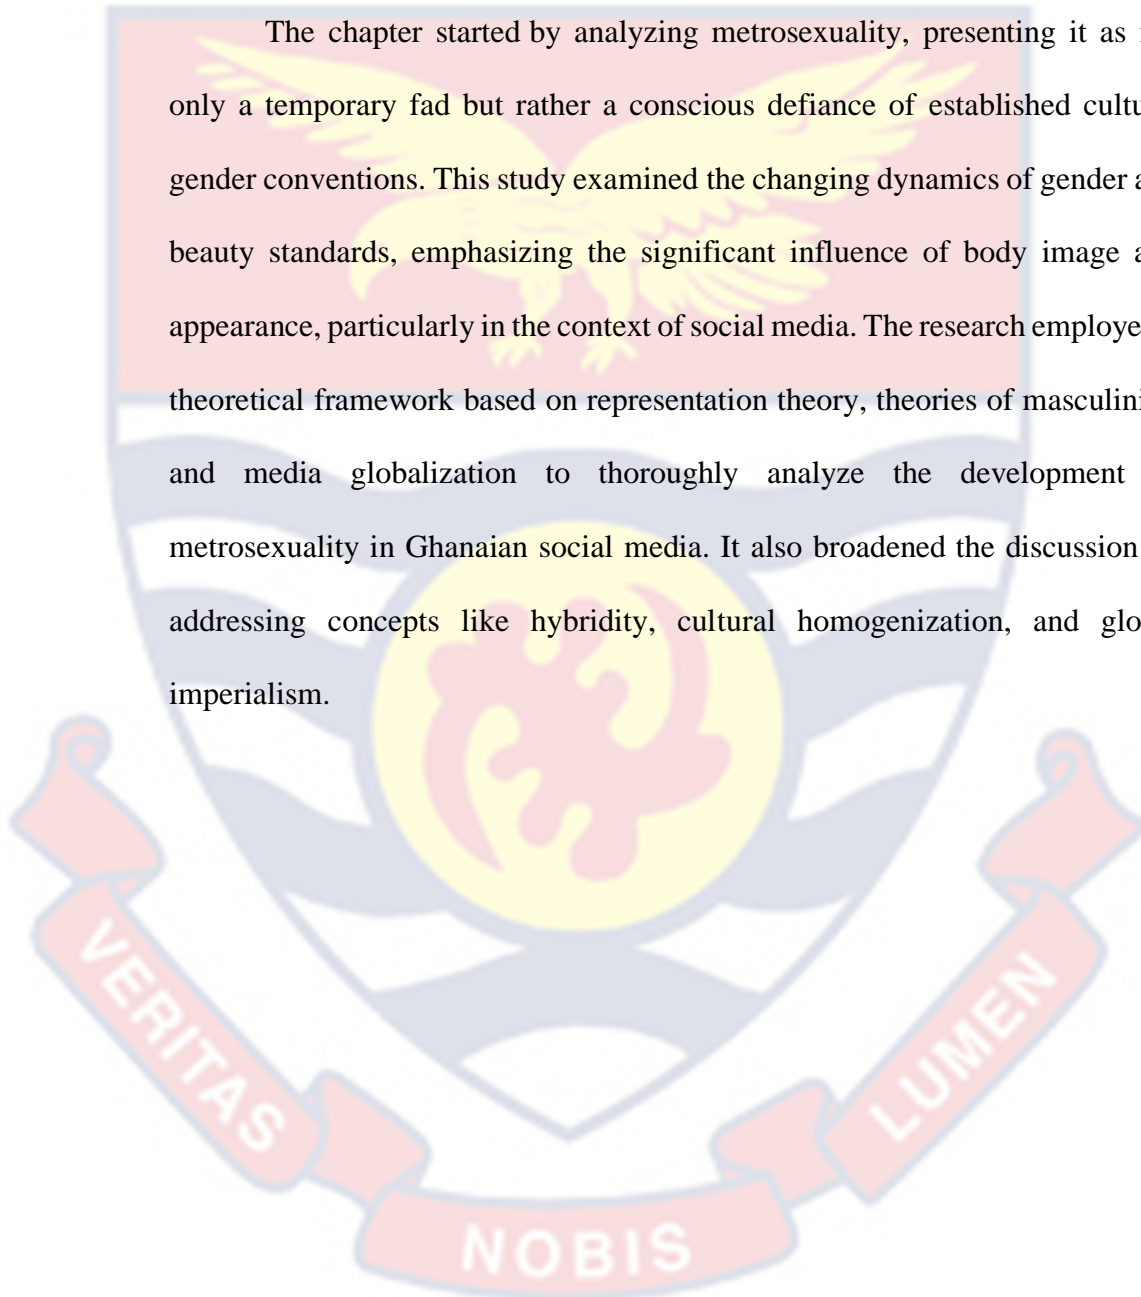 The chapter started by analyzing metrosexuality, presenting it as
only a temporary fad but rather a conscious defiance of established
gender conventions. This study examined the changing dynamics of gender
beauty standards, emphasizing the significant influence of body image
appearance, particularly in the context of social media. The research
theoretical framework based on representation theory, theories of
and media globalization to thoroughly analyze the development
metrosexuality in Ghanaian social media. It also broadened the discussion
addressing concepts like hybridity, cultural homogenization, and
imperialism.
VERITAS
NOBIS
LUMEN